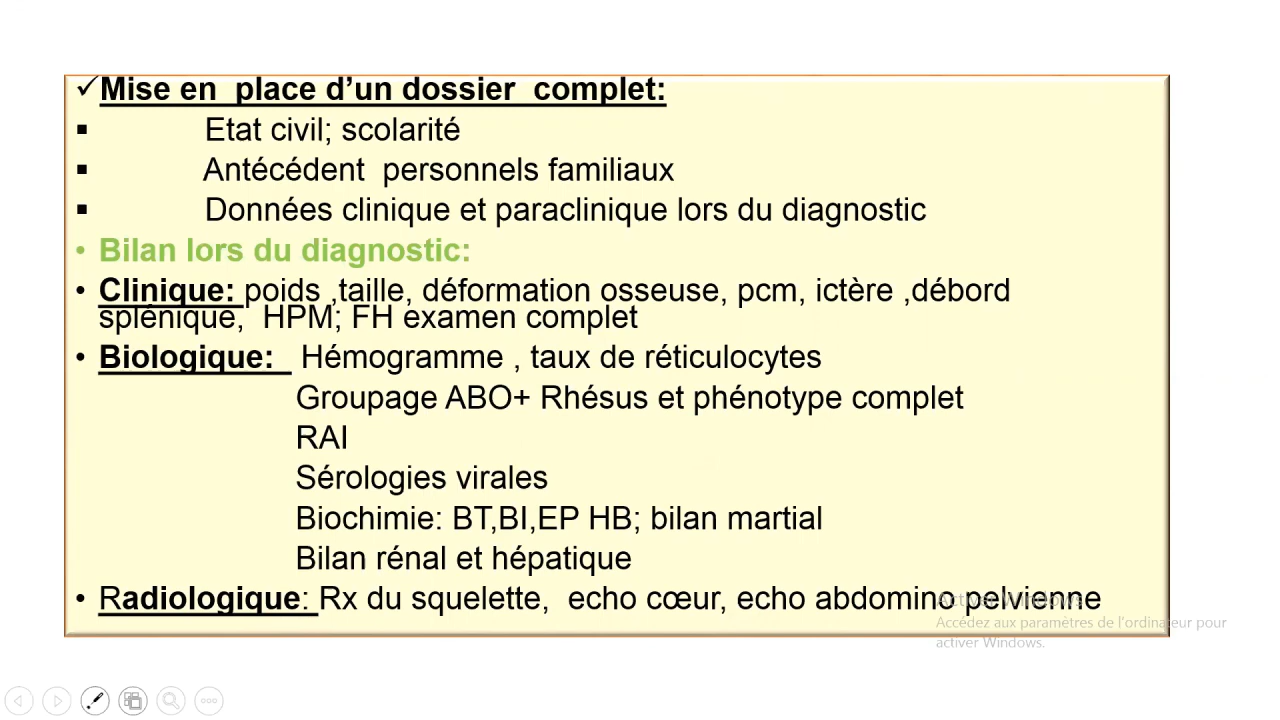 ✓Mise en place d’un dossier complet:
▪ Etat civil; scolarité
▪ Antécédent personnels familiaux
▪ Données clinique et paraclinique lors du diagnostic
• Bilan lors du diagnostic:
• Clinique: poids ,taille, déformation osseuse, pcm, ictère ,débord
splénique, HPM; FH examen complet
• Biologique: Hémogramme , taux de réticulocytes
Groupage ABO+ Rhésus et phénotype complet
RAI
Sérologies virales
Biochimie: BT,BI,EP HB; bilan martial
Bilan rénal et hépatique
• Radiologique: Rx du squelette, echo cœur, echo abdomino pelvienne
Activer Windows
Accédez aux paramètres de l'ordinateur pour
activer Windows.